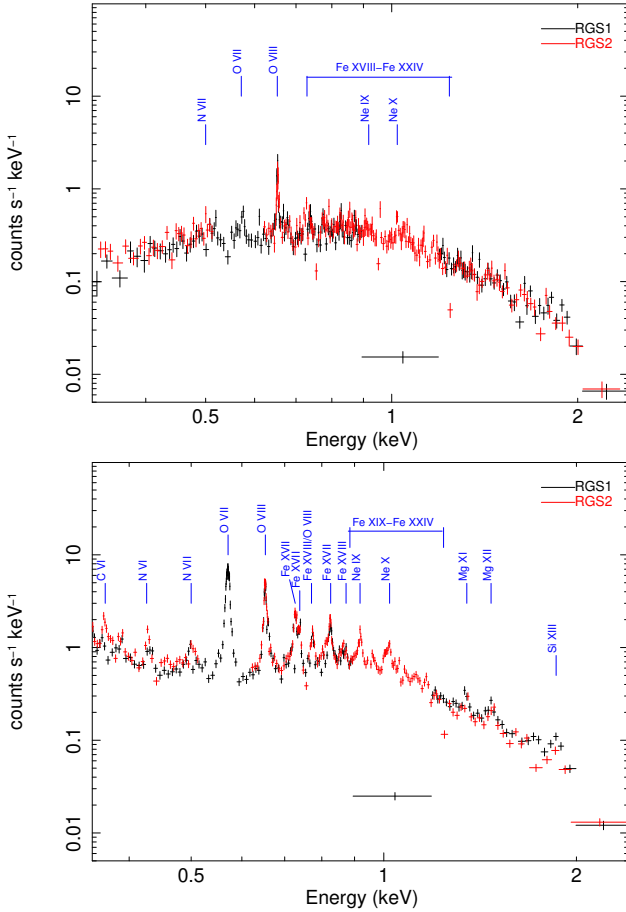 RGS1
RGS2
Fe XVIII–Fe XXIV
O VII
O VIII
N VII
Ne IX
Ne X
counts s⁻¹ keV⁻¹
10
1
0.1
0.01
0.5
1
2
Energy (keV)
RGS1
RGS2
Fe XIX–Fe XXIV
O VII
O VIII
C VI
N VI
N VII
Fe XVII
Fe XVII
Fe XVIII/O VIII
Fe XVII
Fe XVIII
Ne IX
Ne X
Mg XI
Mg XII
Si XIII
counts s⁻¹ keV⁻¹
10
1
0.1
0.01
0.5
1
2
Energy (keV)